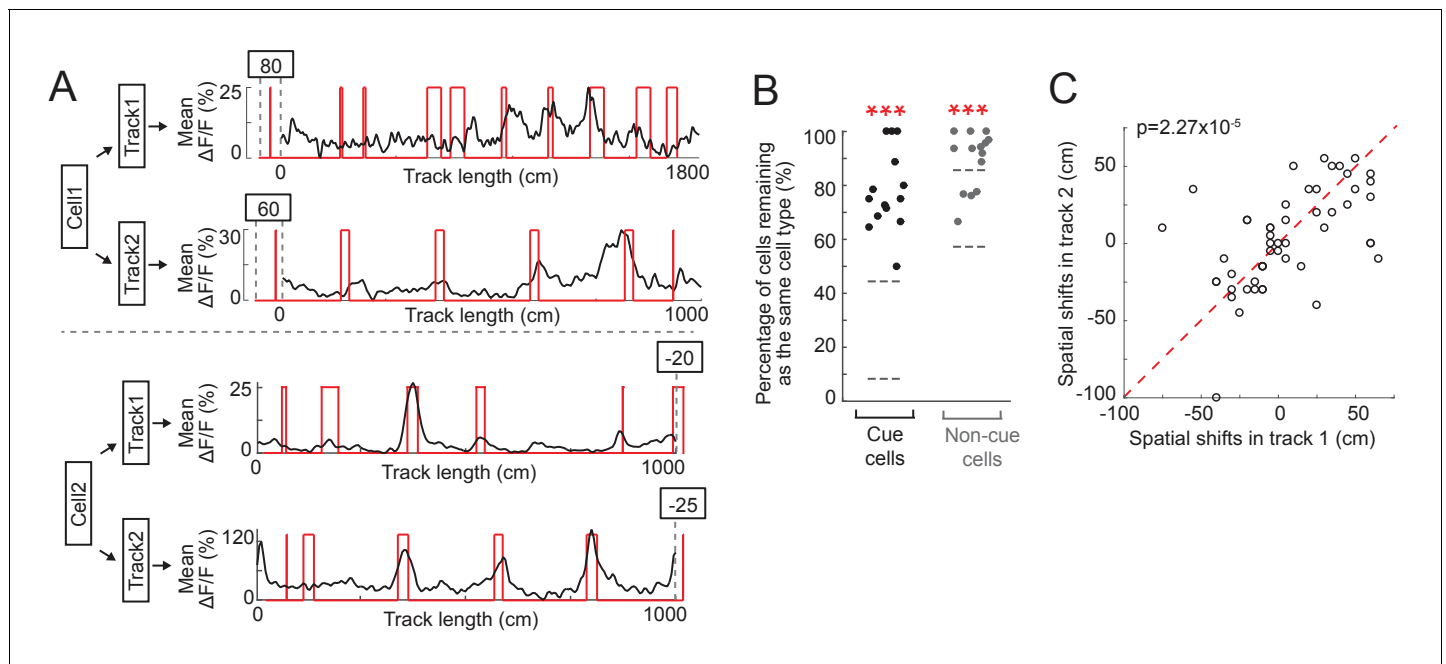 A
Cell1
Track1
80
Mean
ΔF/F (%)
25
0
Track length (cm)
1800
Track2
60
Mean
ΔF/F (%)
30
0
Track length (cm)
1000
Cell2
Track1
-20
Mean
ΔF/F (%)
25
0
0
Track length (cm)
1000
Track2
-25
Mean
ΔF/F (%)
120
0
0
Track length (cm)
1000
B
*** ***
Percentage of cells remaining
as the same cell type (%)
100
80
60
40
20
0
Cue
cells
Non-cue
cells
C
p=2.27x10-5
Spatial shifts in track 2 (cm)
50
0
-50
-100
-100
-50
0
50
Spatial shifts in track 1 (cm)